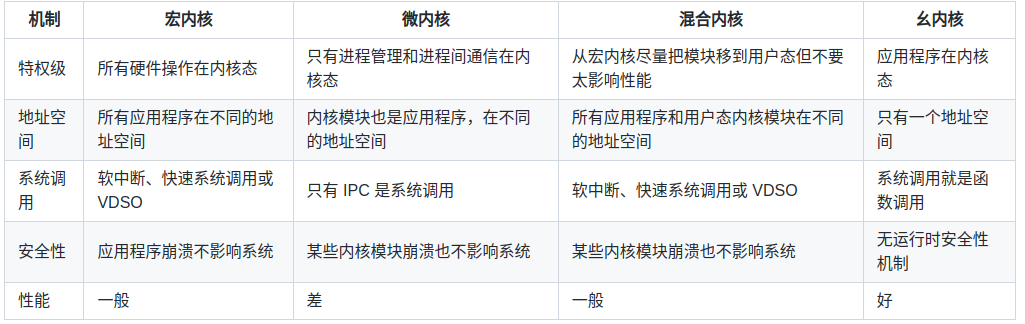 机制 宏内核 微内核 混合内核 幺内核
特权级 所有硬件操作在内核态 只有进程管理和进程间通信在内 从宏内核尽量把模块移到用户态但不要 应用程序在内核
核态 太影响性能 态
地址空 所有应用程序在不同的地 内核模块也是应用程序，在不同 所有应用程序和用户态内核模块在不同 只有一个地址空
间 址空间 的地址空间 的地址空间 间
系统调 软中断、快速系统调用或 只有 IPC 是系统调用 软中断、快速系统调用或 VDSO 系统调用就是函
用 VDSO 数调用
安全性 应用程序崩溃不影响系统 某些内核模块崩溃也不影响系统 某些内核模块崩溃也不影响系统 无运行时安全性
机制
性能 一般 差 一般 好